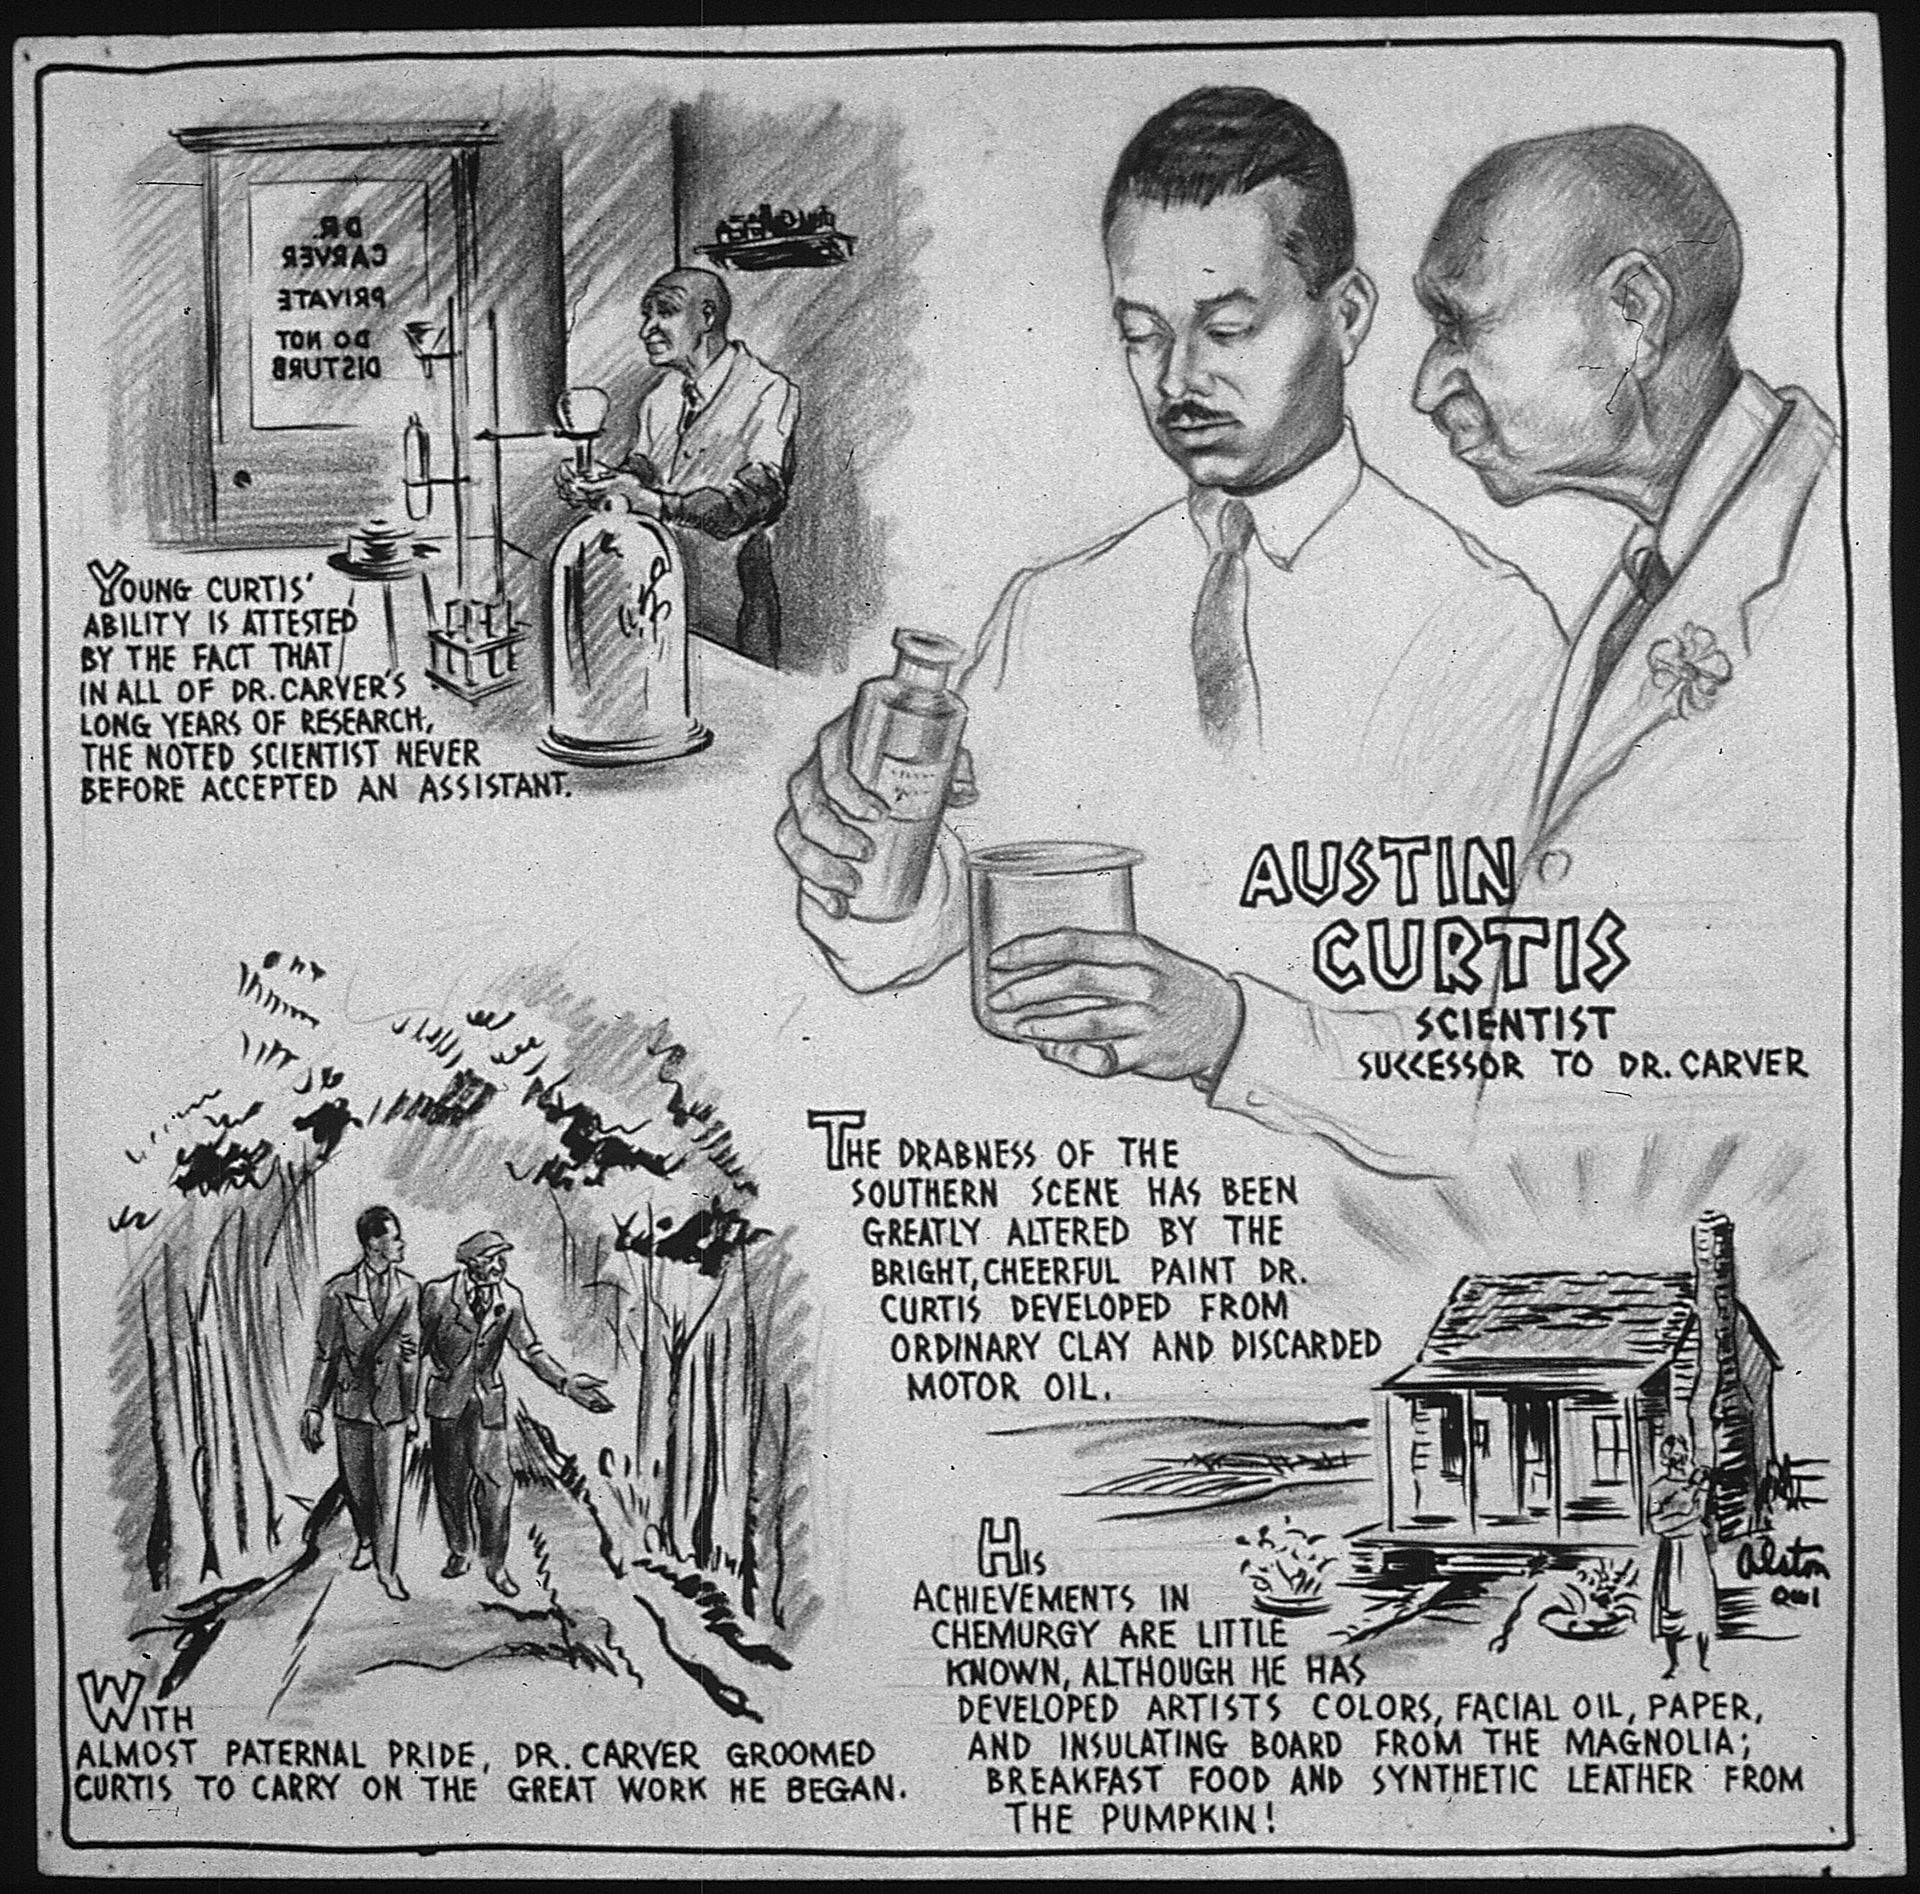 DR.
CARVER
PRIVATE
DO NOT
DISTURB
YOUNG CURTIS'
ABILITY IS ATTESTED
BY THE FACT THAT
IN ALL OF DR. CARVER'S
LONG YEARS OF RESEARCH,
THE NOTED SCIENTIST NEVER
BEFORE ACCEPTED AN ASSISTANT.
AUSTIN
CURTIS
SCIENTIST
SUCCESSOR TO DR. CARVER
THE DRABNESS OF THE
SOUTHERN SCENE HAS BEEN
GREATLY ALTERED BY THE
BRIGHT, CHEERFUL PAINT DR.
CURTIS DEVELOPED FROM
ORDINARY CLAY AND DISCARDED
MOTOR OIL.
WITH
ALMOST PATERNAL PRIDE, DR. CARVER GROOMED
CURTIS TO CARRY ON THE GREAT WORK HE BEGAN.
HIS
ACHIEVEMENTS IN
CHEMURGY ARE LITTLE
KNOWN, ALTHOUGH HE HAS
DEVELOPED ARTISTS COLORS, FACIAL OIL, PAPER,
AND INSULATING BOARD FROM THE MAGNOLIA;
BREAKFAST FOOD AND SYNTHETIC LEATHER FROM
THE PUMPKIN!
Alston
OWI